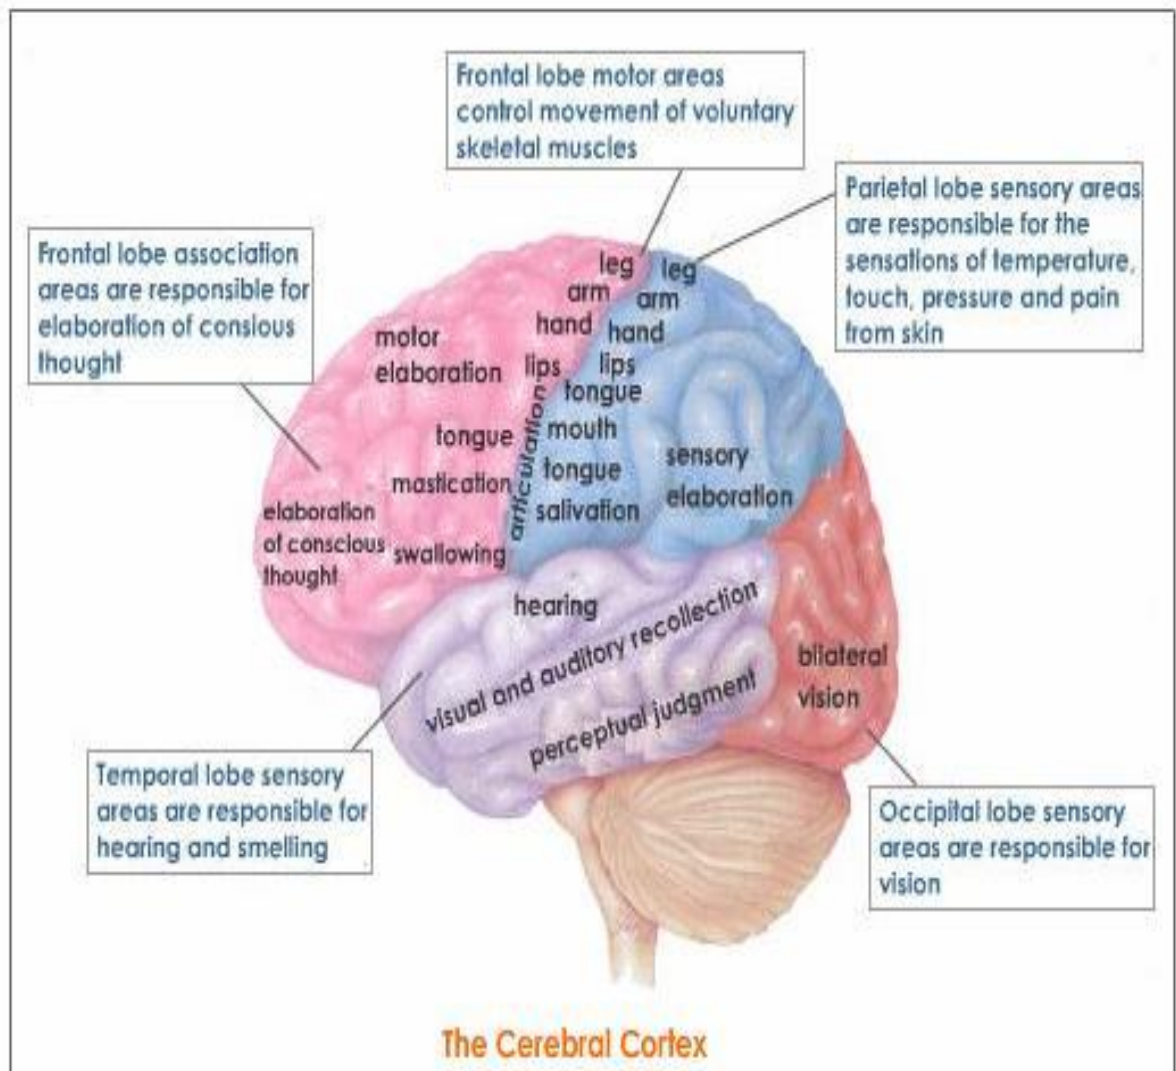 Frontal lobe motor areas
control movement of voluntary
skeletal muscles
Parietal lobe sensory areas
are responsible for the
sensations of temperature,
touch, pressure and pain
from skin
Frontal lobe association
areas are responsible for
elaboration of consious
thought
leg
arm
hand
lips
leg
arm
hand
lips
tongue
mouth
tongue
salivation
motor
elaboration
tongue
mastication
swallowing
articulation
elaboration
of conscious
thought
sensory
elaboration
hearing
visual and auditory recollection
perceptual judgment
bilateral
vision
Temporal lobe sensory
areas are responsible for
hearing and smelling
Occipital lobe sensory
areas are responsible for
vision
The Cerebral Cortex